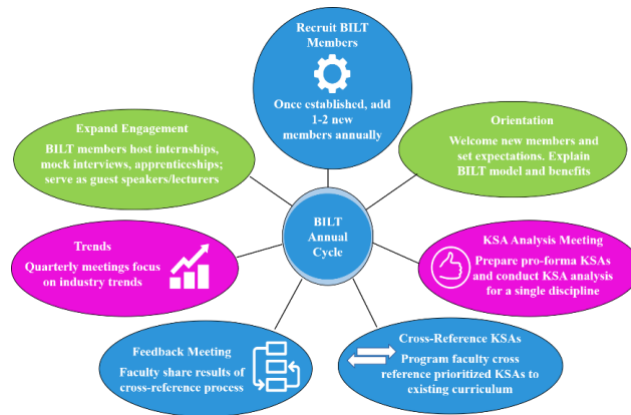 Recruit BILT
Members
Once established, add
1-2 new
members annually
Expand Engagement
BILT members host internships,
mock interviews, apprenticeships;
serve as guest speakers/lecturers
Orientation
Welcome new members and
set expectations. Explain
BILT model and benefits
BILT
Annual
Cycle
Trends
Quarterly meetings focus
on industry trends
KSA Analysis Meeting
Prepare pro-forma KSAs
and conduct KSA analysis
for a single discipline
Feedback Meeting
Faculty share results of
cross-reference process
Cross-Reference KSAs
Program faculty cross
reference prioritized KSAs to
existing curriculum